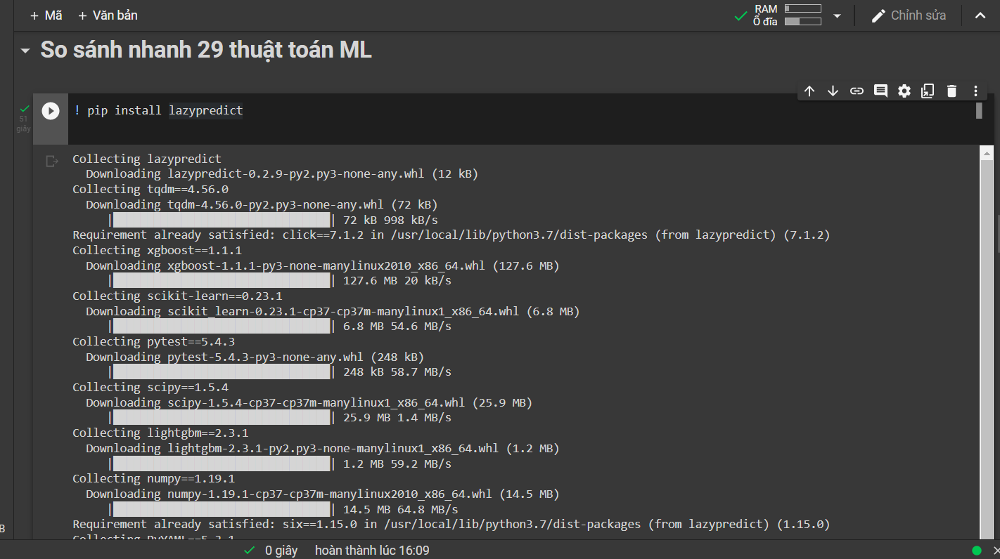 + Mã + Văn bản
RAM
Ổ đĩa
Chỉnh sửa
So sánh nhanh 29 thuật toán ML
51
giây
! pip install lazypredict
Collecting lazypredict
Downloading lazypredict-0.2.9-py2.py3-none-any.whl (12 kB)
Collecting tqdm==4.56.0
Downloading tqdm-4.56.0-py2.py3-none-any.whl (72 kB)
|████████████████████████████████| 72 kB 998 kB/s
Requirement already satisfied: click==7.1.2 in /usr/local/lib/python3.7/dist-packages (from lazypredict) (7.1.2)
Collecting xgboost==1.1.1
Downloading xgboost-1.1.1-py3-none-manylinux2010_x86_64.whl (127.6 MB)
|████████████████████████████████| 127.6 MB 20 kB/s
Collecting scikit-learn==0.23.1
Downloading scikit_learn-0.23.1-cp37-cp37m-manylinux1_x86_64.whl (6.8 MB)
|████████████████████████████████| 6.8 MB 54.6 MB/s
Collecting pytest==5.4.3
Downloading pytest-5.4.3-py3-none-any.whl (248 kB)
|████████████████████████████████| 248 kB 58.7 MB/s
Collecting scipy==1.5.4
Downloading scipy-1.5.4-cp37-cp37m-manylinux1_x86_64.whl (25.9 MB)
|████████████████████████████████| 25.9 MB 1.4 MB/s
Collecting lightgbm==2.3.1
Downloading lightgbm-2.3.1-py2.py3-none-manylinux1_x86_64.whl (1.2 MB)
|████████████████████████████████| 1.2 MB 59.2 MB/s
Collecting numpy==1.19.1
Downloading numpy-1.19.1-cp37-cp37m-manylinux2010_x86_64.whl (14.5 MB)
|████████████████████████████████| 14.5 MB 64.8 MB/s
B
Requirement already satisfied: six==1.15.0 in /usr/local/lib/python3.7/dist-packages (from lazypredict) (1.15.0)
Collecting PyYAML==5.3.1
0 giây hoàn thành lúc 16:09